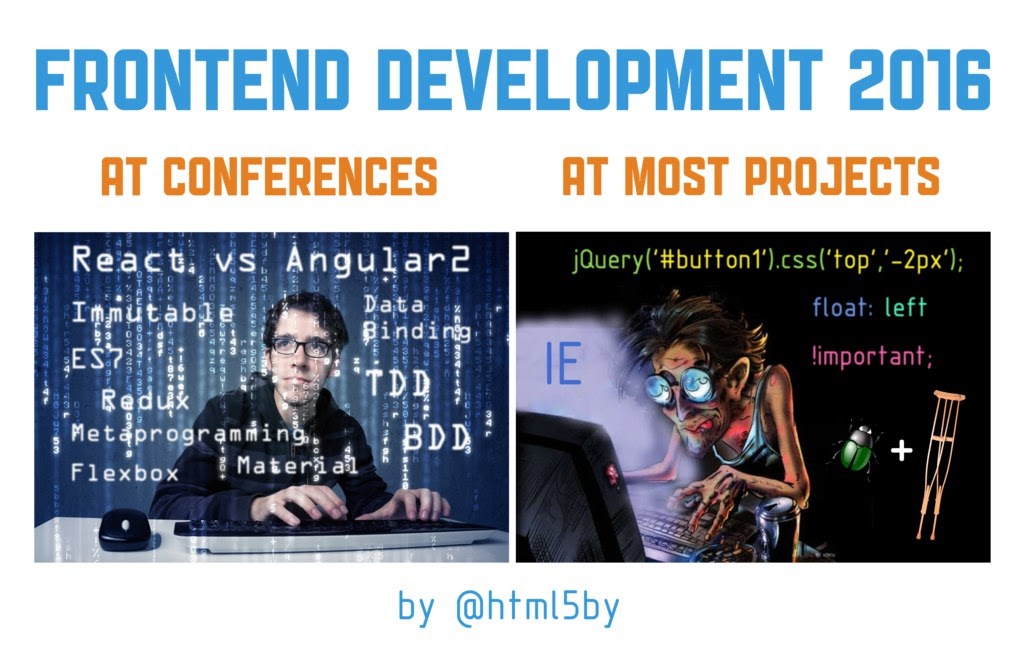 FRONTEND DEVELOPMENT 2016
AT CONFERENCES
AT MOST PROJECTS
React vs Angular2
Immutable
Data
Binding
ES7
TDD
Redux
Metaprogramming
BDD
Flexbox
Material
jQuery('#button1').css('top','-2px');
float: left
IE
!important;
+
by @html5by